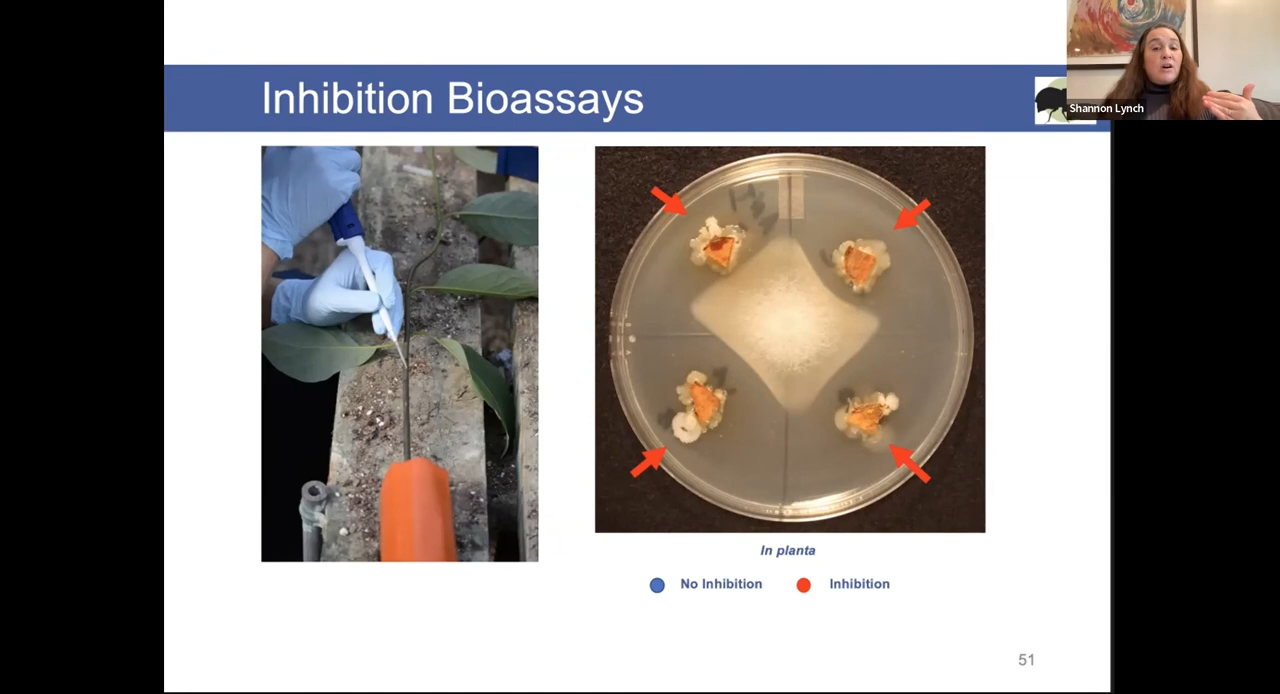 Inhibition Bioassays
Shannon Lynch
In planta
No Inhibition
Inhibition
51